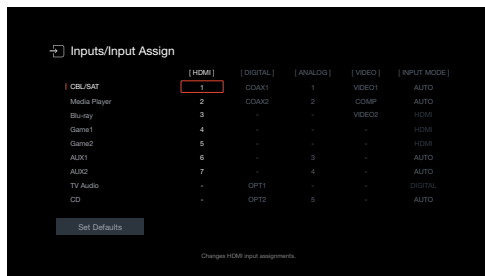 Inputs/Input Assign
[ HDMI ] [ DIGITAL ] [ ANALOG ] [ VIDEO ] [ INPUT MODE ]
CBL/SAT 1 COAX1 1 VIDEO1 AUTO
Media Player 2 COAX2 2 COMP AUTO
Blu-ray 3 - - VIDEO2 HDMI
Game1 4 - - - HDMI
Game2 5 - - - HDMI
AUX1 6 - 3 - AUTO
AUX2 7 - 4 - AUTO
TV Audio - OPT1 - - DIGITAL
CD - OPT2 5 - AUTO
Set Defaults
Changes HDMI input assignments.